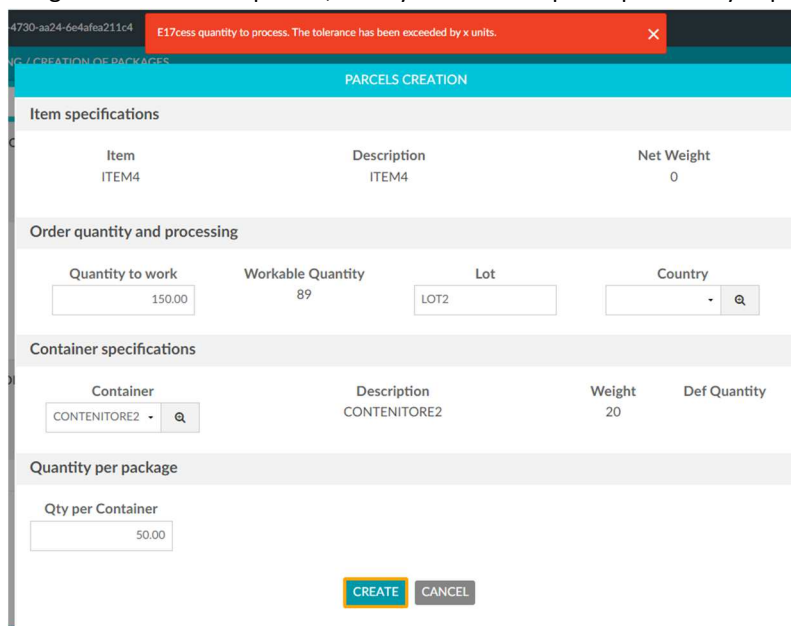 -4730-aa24-6e4afea211c4
E17cess quantity to process. The tolerance has been exceeded by x units.
/ CREATION OF PACKAGES
PARCELS CREATION
Item specifications
Item Description Net Weight
ITEM4 ITEM4 0
Order quantity and processing
Quantity to work Workable Quantity Lot Country
150.00 89 LOT2
Container specifications
Container Description Weight Def Quantity
CONTENITORE2 CONTENITORE2 20
Quantity per package
Qty per Container
50.00
CREATE CANCEL